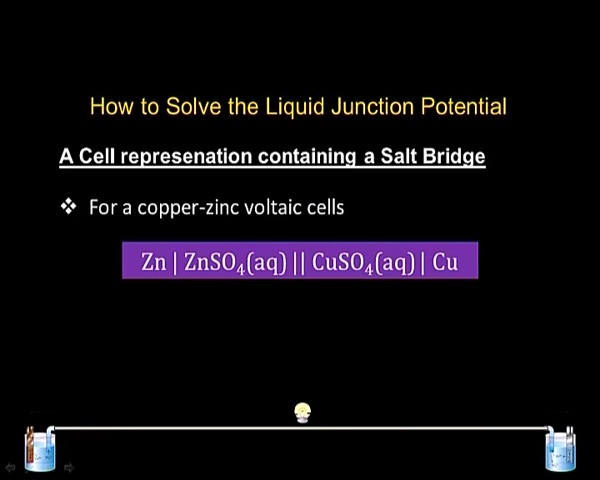 How to Solve the Liquid Junction Potential
A Cell represenation containing a Salt Bridge
❖ For a copper-zinc voltaic cells
Zn | ZnSO₄(aq) || CuSO₄(aq) | Cu